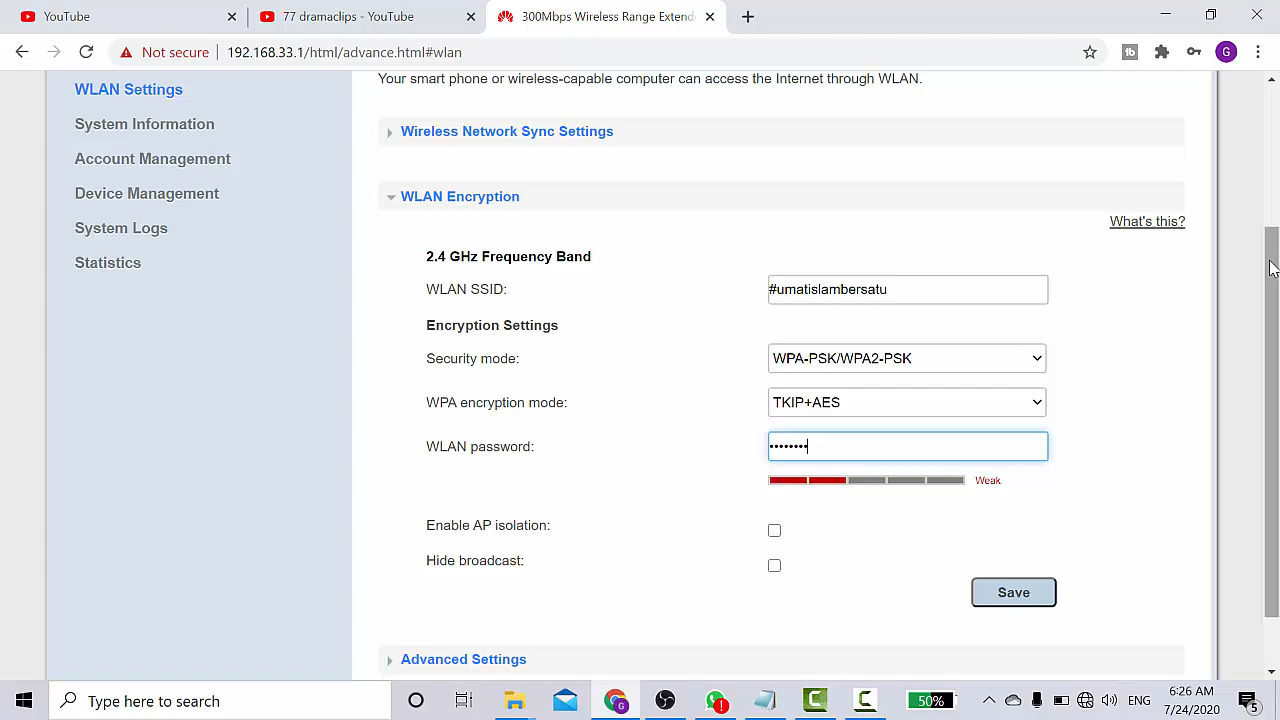 YouTube
77 dramaclips - YouTube
300Mbps Wireless Range Extend
Not secure
192.168.33.1/html/advance.html#wlan
tb
G
WLAN Settings
System Information
Account Management
Device Management
System Logs
Statistics
Your smart phone or wireless-capable computer can access the Internet through WLAN.
Wireless Network Sync Settings
WLAN Encryption
What's this?
2.4 GHz Frequency Band
WLAN SSID:
#umatislambersatu
Encryption Settings
Security mode:
WPA-PSK/WPA2-PSK
WPA encryption mode:
TKIP+AES
WLAN password:
••••••••
Weak
Enable AP isolation:
Hide broadcast:
Save
Advanced Settings
Type here to search
G
!
C
C
50%
ENG
6:26 AM
7/24/2020
5